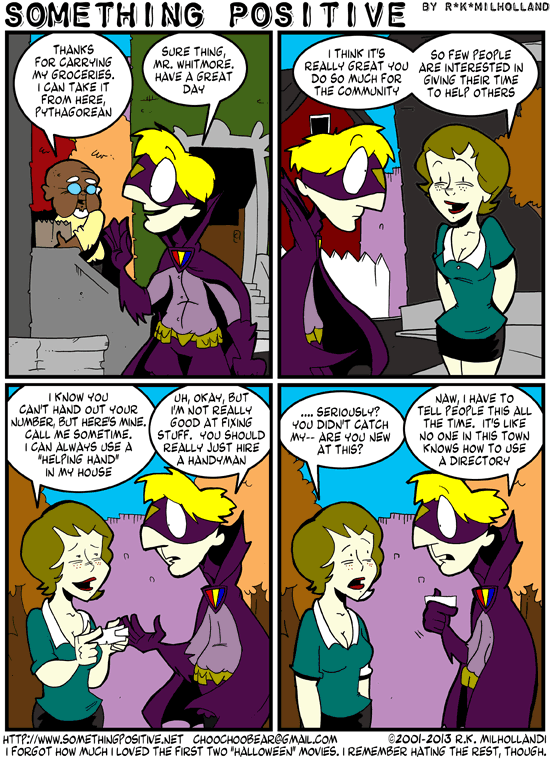 SOMETHING POSITIVE BY R*K*MILHOLLAND
THANKS
FOR CARRYING
MY GROCERIES.
I CAN TAKE IT
FROM HERE,
PYTHAGOREAN
SURE THING,
MR. WHITMORE.
HAVE A GREAT
DAY
I THINK IT'S
REALLY GREAT YOU
DO SO MUCH FOR
THE COMMUNITY
SO FEW PEOPLE
ARE INTERESTED IN
GIVING THEIR TIME
TO HELP OTHERS
I KNOW YOU
CAN'T HAND OUT YOUR
NUMBER, BUT HERE'S MINE.
CALL ME SOMETIME.
I CAN ALWAYS USE A
"HELPING HAND"
IN MY HOUSE
UH, OKAY, BUT
I'M NOT REALLY
GOOD AT FIXING
STUFF. YOU SHOULD
REALLY JUST HIRE
A HANDYMAN
.... SERIOUSLY?
YOU DIDN'T CATCH
MY-- ARE YOU NEW
AT THIS?
NAW, I HAVE TO
TELL PEOPLE THIS ALL
THE TIME. IT'S LIKE
NO ONE IN THIS TOWN
KNOWS HOW TO USE
A DIRECTORY
HTTP://WWW.SOMETHINGPOSITIVE.NET CHOOCHOOBEAR@GMAIL.COM ©2001-2013 R.K. MILHOLLAND!
I FORGOT HOW MUCH I LOVED THE FIRST TWO "HALLOWEEN" MOVIES. I REMEMBER HATING THE REST, THOUGH.